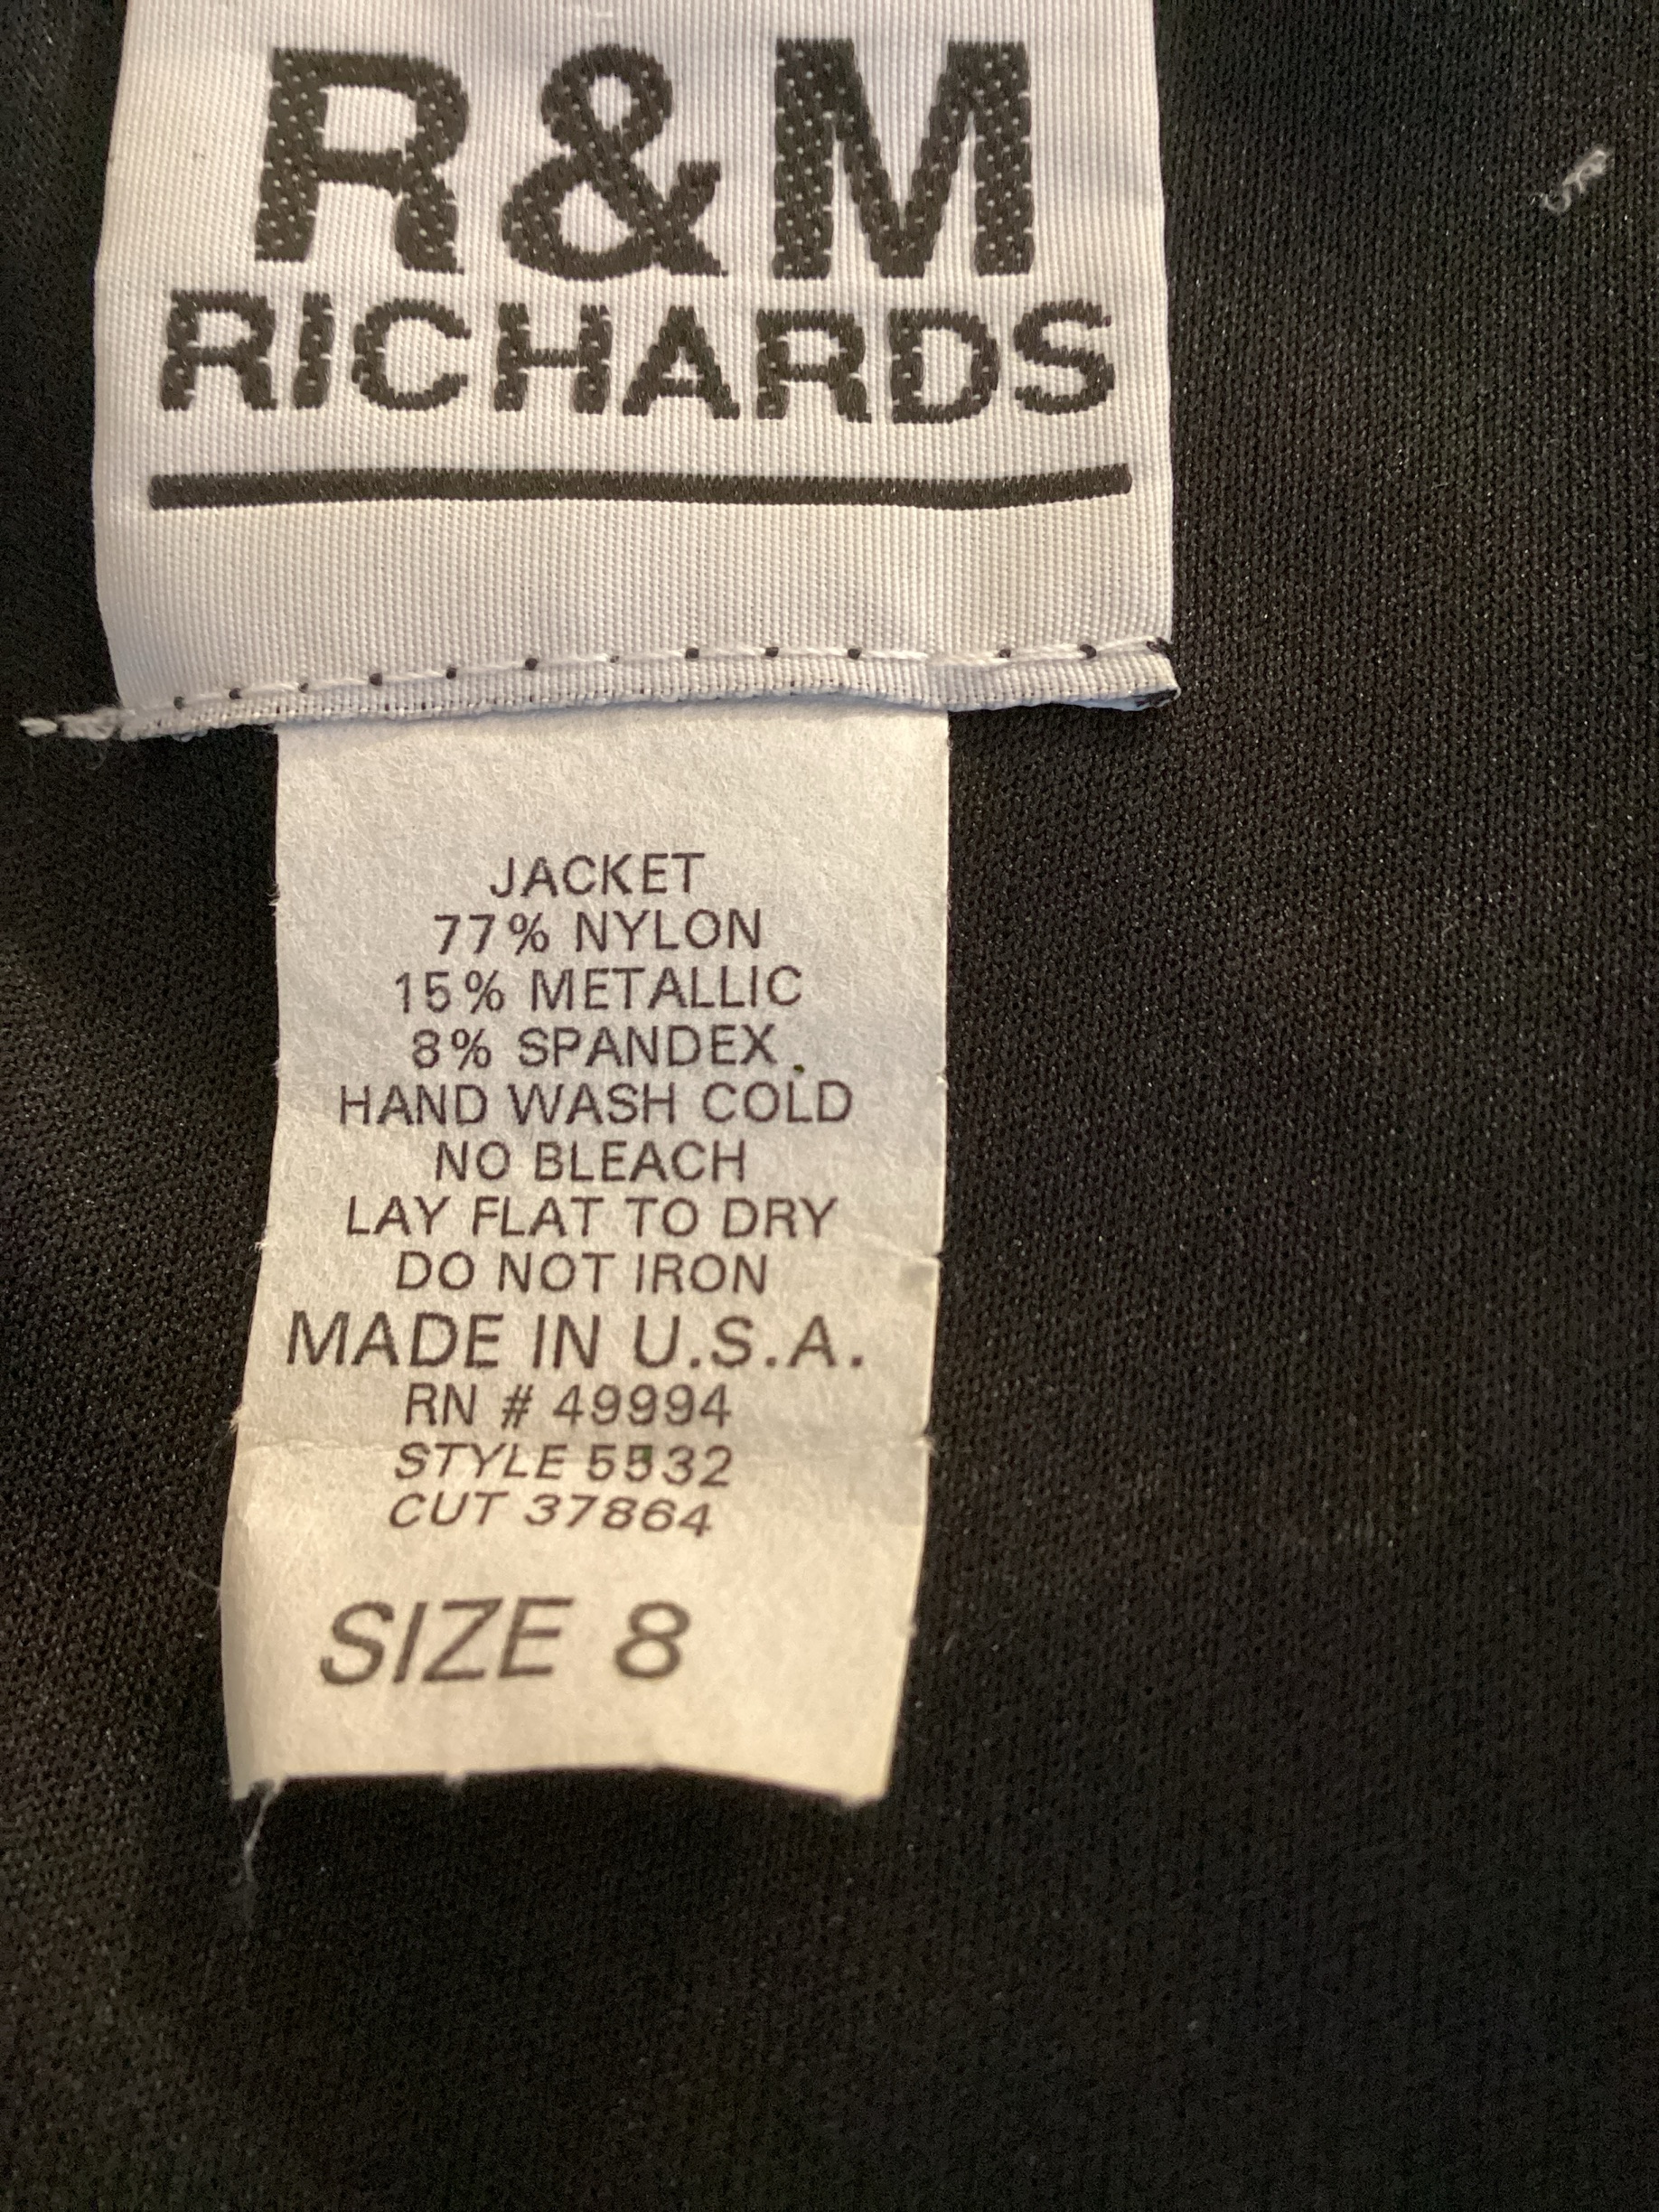 R&M
RICHARDS
JACKET
77% NYLON
15% METALLIC
8% SPANDEX
HAND WASH COLD
NO BLEACH
LAY FLAT TO DRY
DO NOT IRON
MADE IN U.S.A.
RN # 49994
STYLE 5532
CUT 37864
SIZE 8